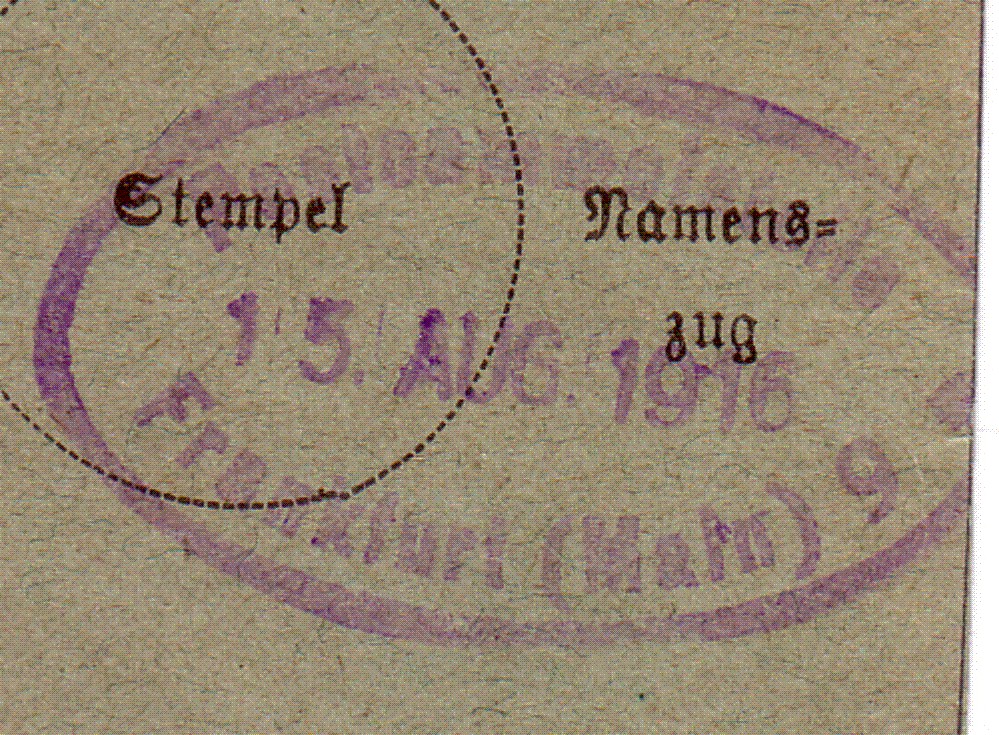 Stempel
Namens=
zug
15. AUG. 1916
Frankfurt (Main) 9